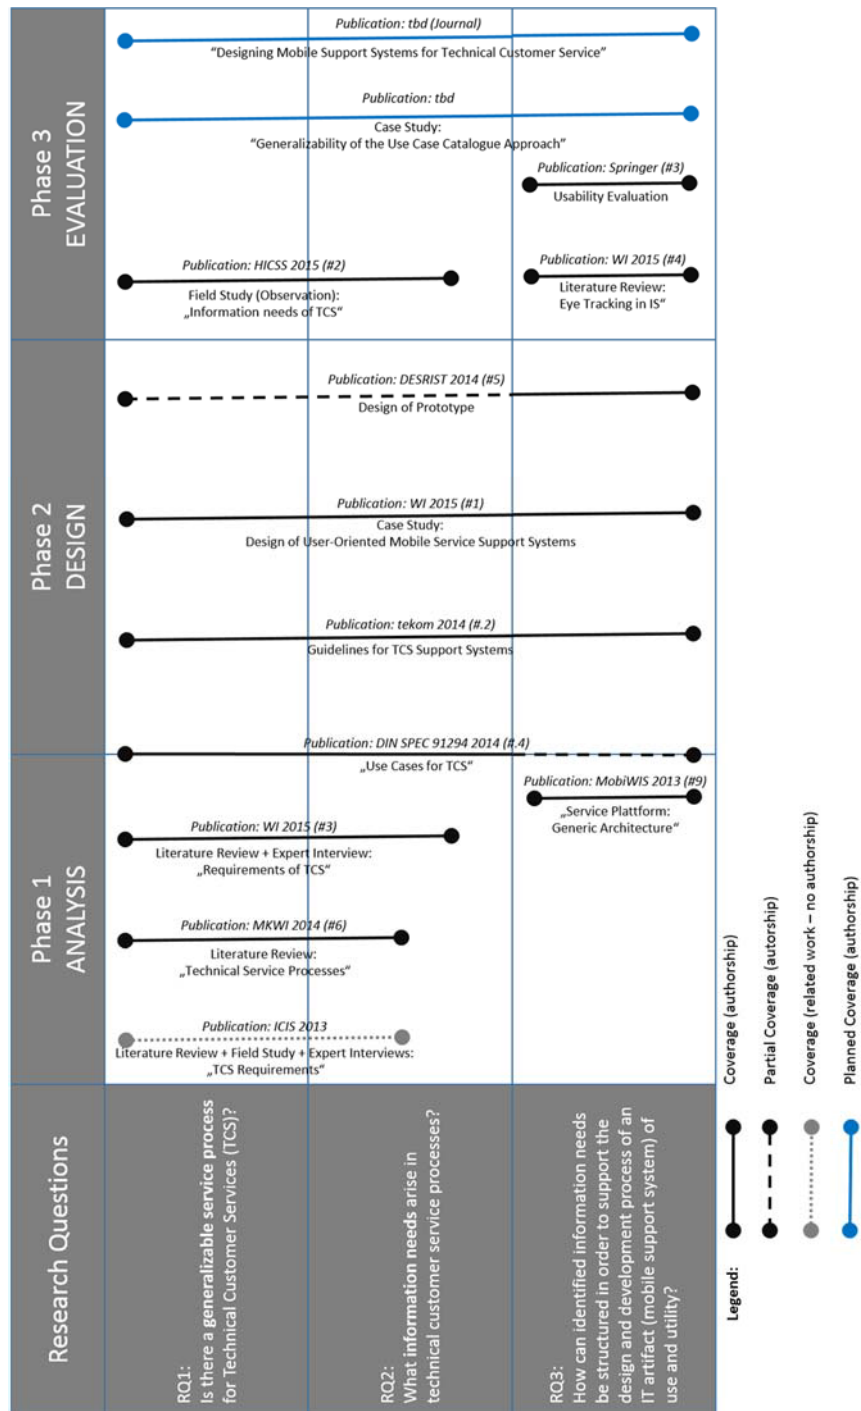 Phase 3
EVALUATION
Publication: tbd (Journal)
“Designing Mobile Support Systems for Technical Customer Service”
Publication: tbd
Case Study:
“Generalizability of the Use Case Catalogue Approach”
Publication: Springer (#3)
Usability Evaluation
Publication: HICSS 2015 (#2)
Field Study (Observation):
„Information needs of TCS“
Publication: WI 2015 (#4)
Literature Review:
Eye Tracking in IS“
Phase 2
DESIGN
Publication: DESRIST 2014 (#5)
Design of Prototype
Publication: WI 2015 (#1)
Case Study:
Design of User-Oriented Mobile Service Support Systems
Publication: tekom 2014 (#.2)
Guidelines for TCS Support Systems
Publication: DIN SPEC 91294 2014 (#.4)
„Use Cases for TCS“
Phase 1
ANALYSIS
Publication: MobiWIS 2013 (#9)
„Service Plattform:
Generic Architecture“
Publication: WI 2015 (#3)
Literature Review + Expert Interview:
„Requirements of TCS“
Publication: MKWI 2014 (#6)
Literature Review:
„Technical Service Processes“
Publication: ICIS 2013
Literature Review + Field Study + Expert Interviews:
„TCS Requirements“
Research Questions
RQ1:
Is there a generalizable service process
for Technical Customer Services (TCS)?
RQ2:
What information needs arise in
technical customer service processes?
RQ3:
How can identified information needs
be structured in order to support the
design and development process of an
IT artifact (mobile support system) of
use and utility?
Legend:
Coverage (authorship)
Partial Coverage (autorship)
Coverage (related work – no authorship)
Planned Coverage (authorship)